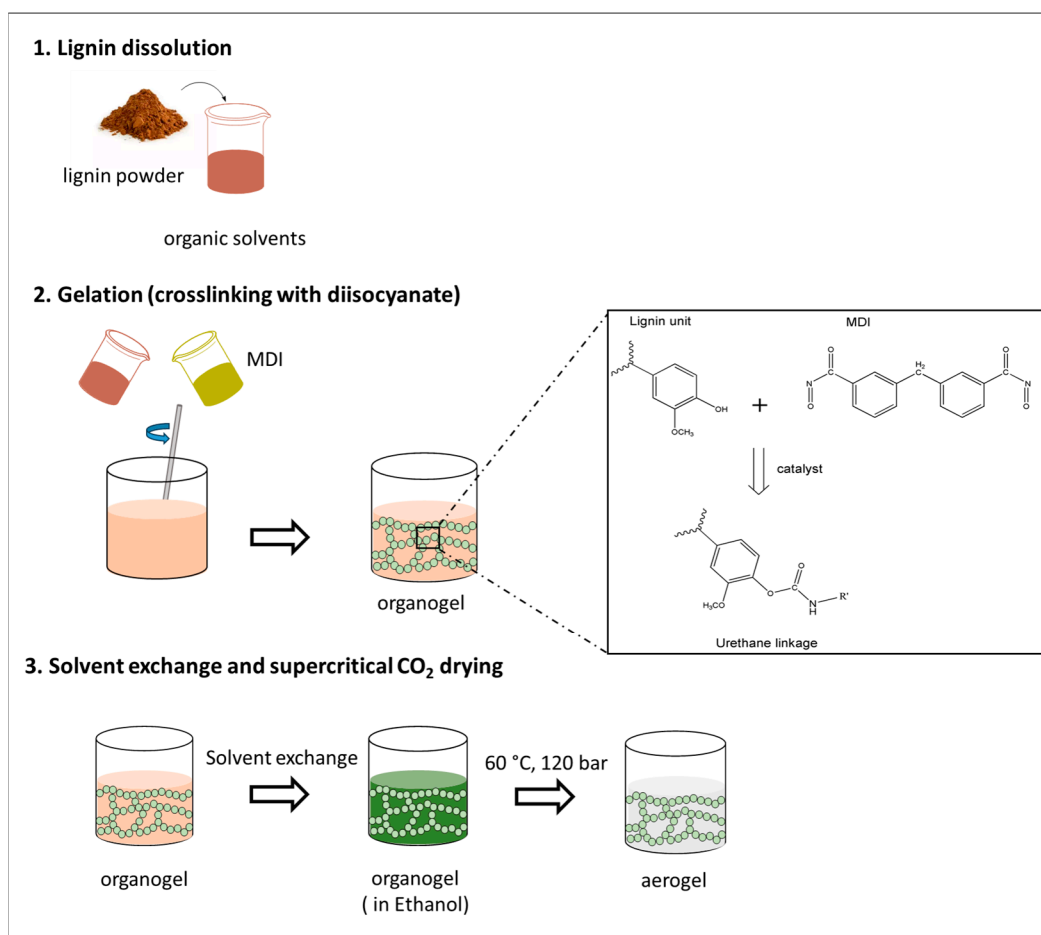 1. Lignin dissolution
lignin powder
organic solvents
2. Gelation (crosslinking with diisocyanate)
MDI
organogel
Lignin unit
MDI
O
C
N
O
H₂
C
O
C
N
O
OH
OCH₃
+
catalyst
O
C
O
N
H
R'
H₃CO
Urethane linkage
3. Solvent exchange and supercritical CO₂ drying
Solvent exchange
60 °C, 120 bar
organogel
organogel
( in Ethanol)
aerogel